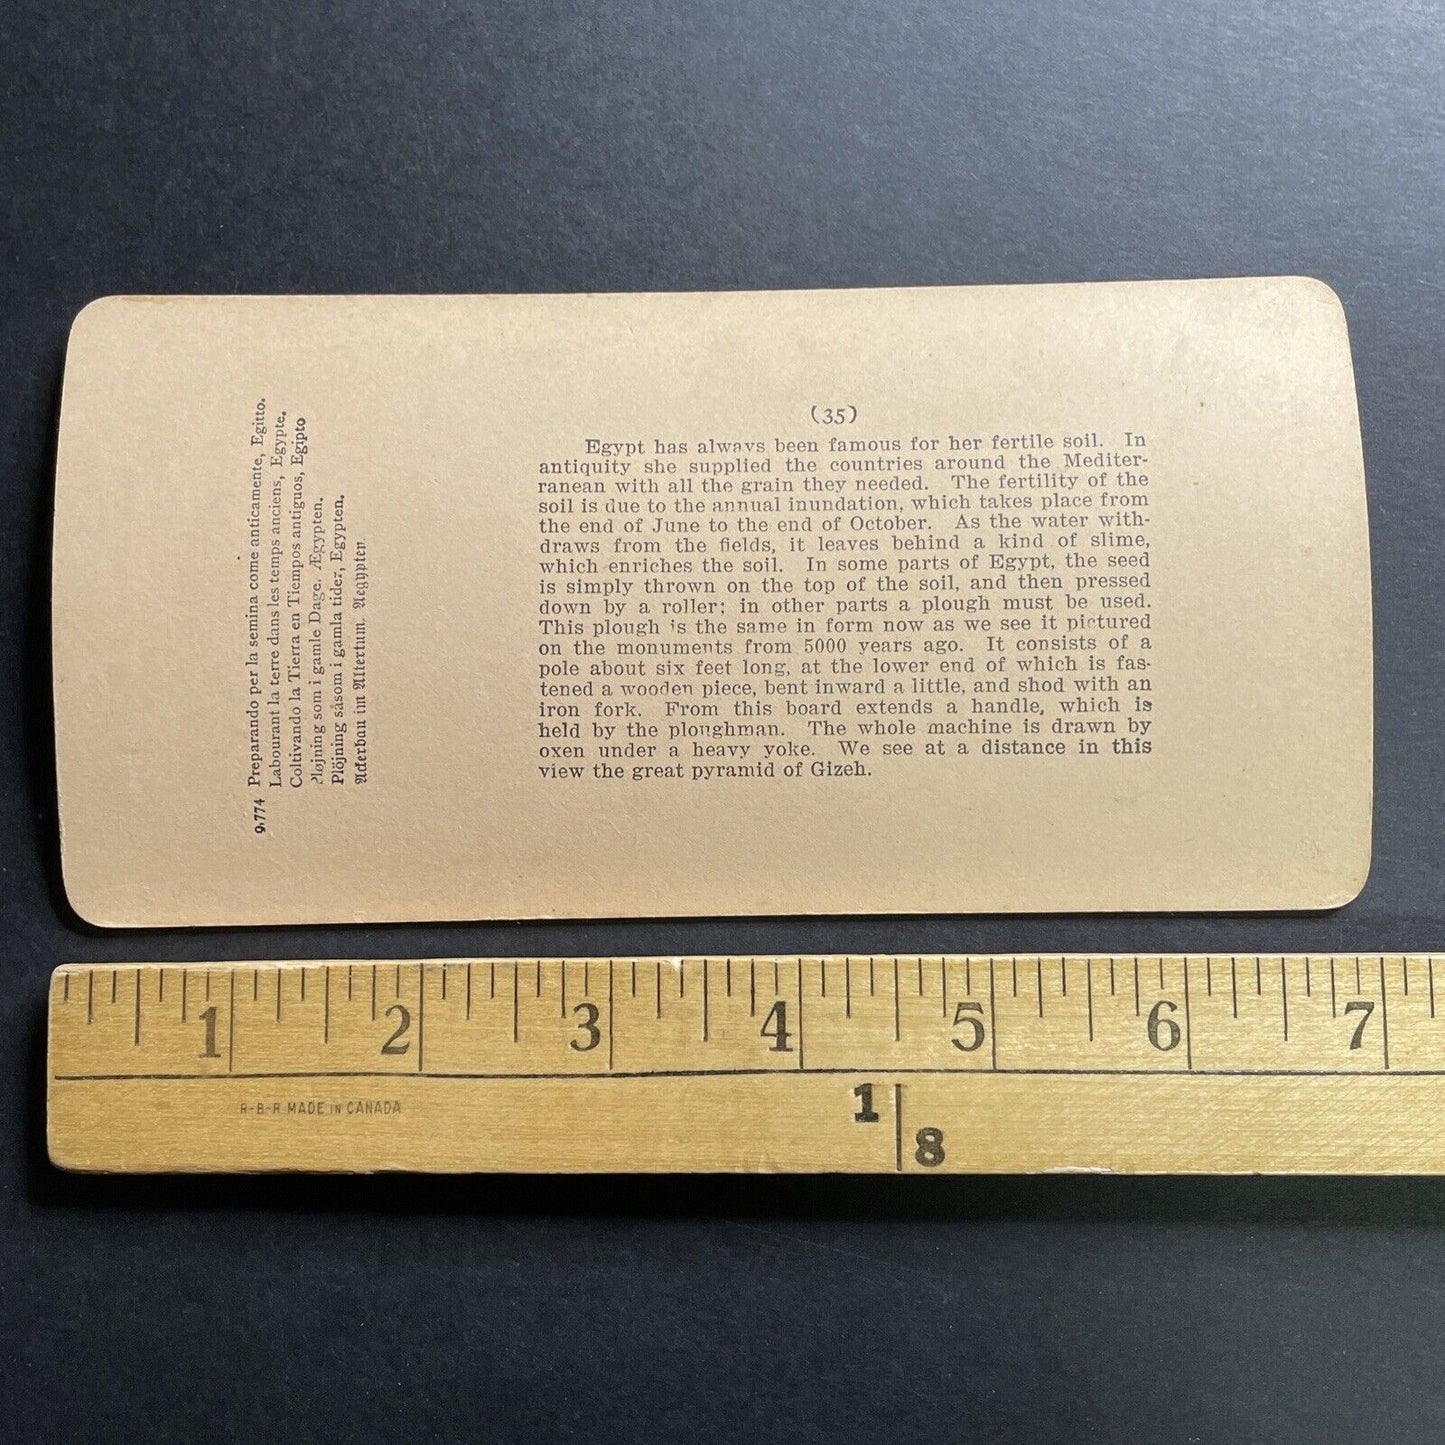 (35)
Egypt has always been famous for her fertile soil. In
antiquity she supplied the countries around the Mediter-
ranean with all the grain they needed. The fertility of the
soil is due to the annual inundation, which takes place from
the end of June to the end of October. As the water with-
draws from the fields, it leaves behind a kind of slime,
which enriches the soil. In some parts of Egypt, the seed
is simply thrown on the top of the soil, and then pressed
down by a roller; in other parts a plough must be used.
This plough is the same in form now as we see it pictured
on the monuments from 5000 years ago. It consists of a
pole about six feet long, at the lower end of which is fas-
tened a wooden piece, bent inward a little, and shod with an
iron fork. From this board extends a handle, which is
held by the ploughman. The whole machine is drawn by
oxen under a heavy yoke. We see at a distance in this
view the great pyramid of Gizeh.
9,774 Preparando per la semina come anticamente, Egitto.
Labourant la terre dans les temps anciens, Egypte.
Coltivando la Tierra en Tiempos antiguos, Egipto
Pløjning som i gamle Dage. Ægypten.
Plöjning såsom i gamla tider, Egypten.
Ackerbau im Altertum. Aegypten
1 2 3 4 5 6 7
R-B-R MADE IN CANADA
1
8